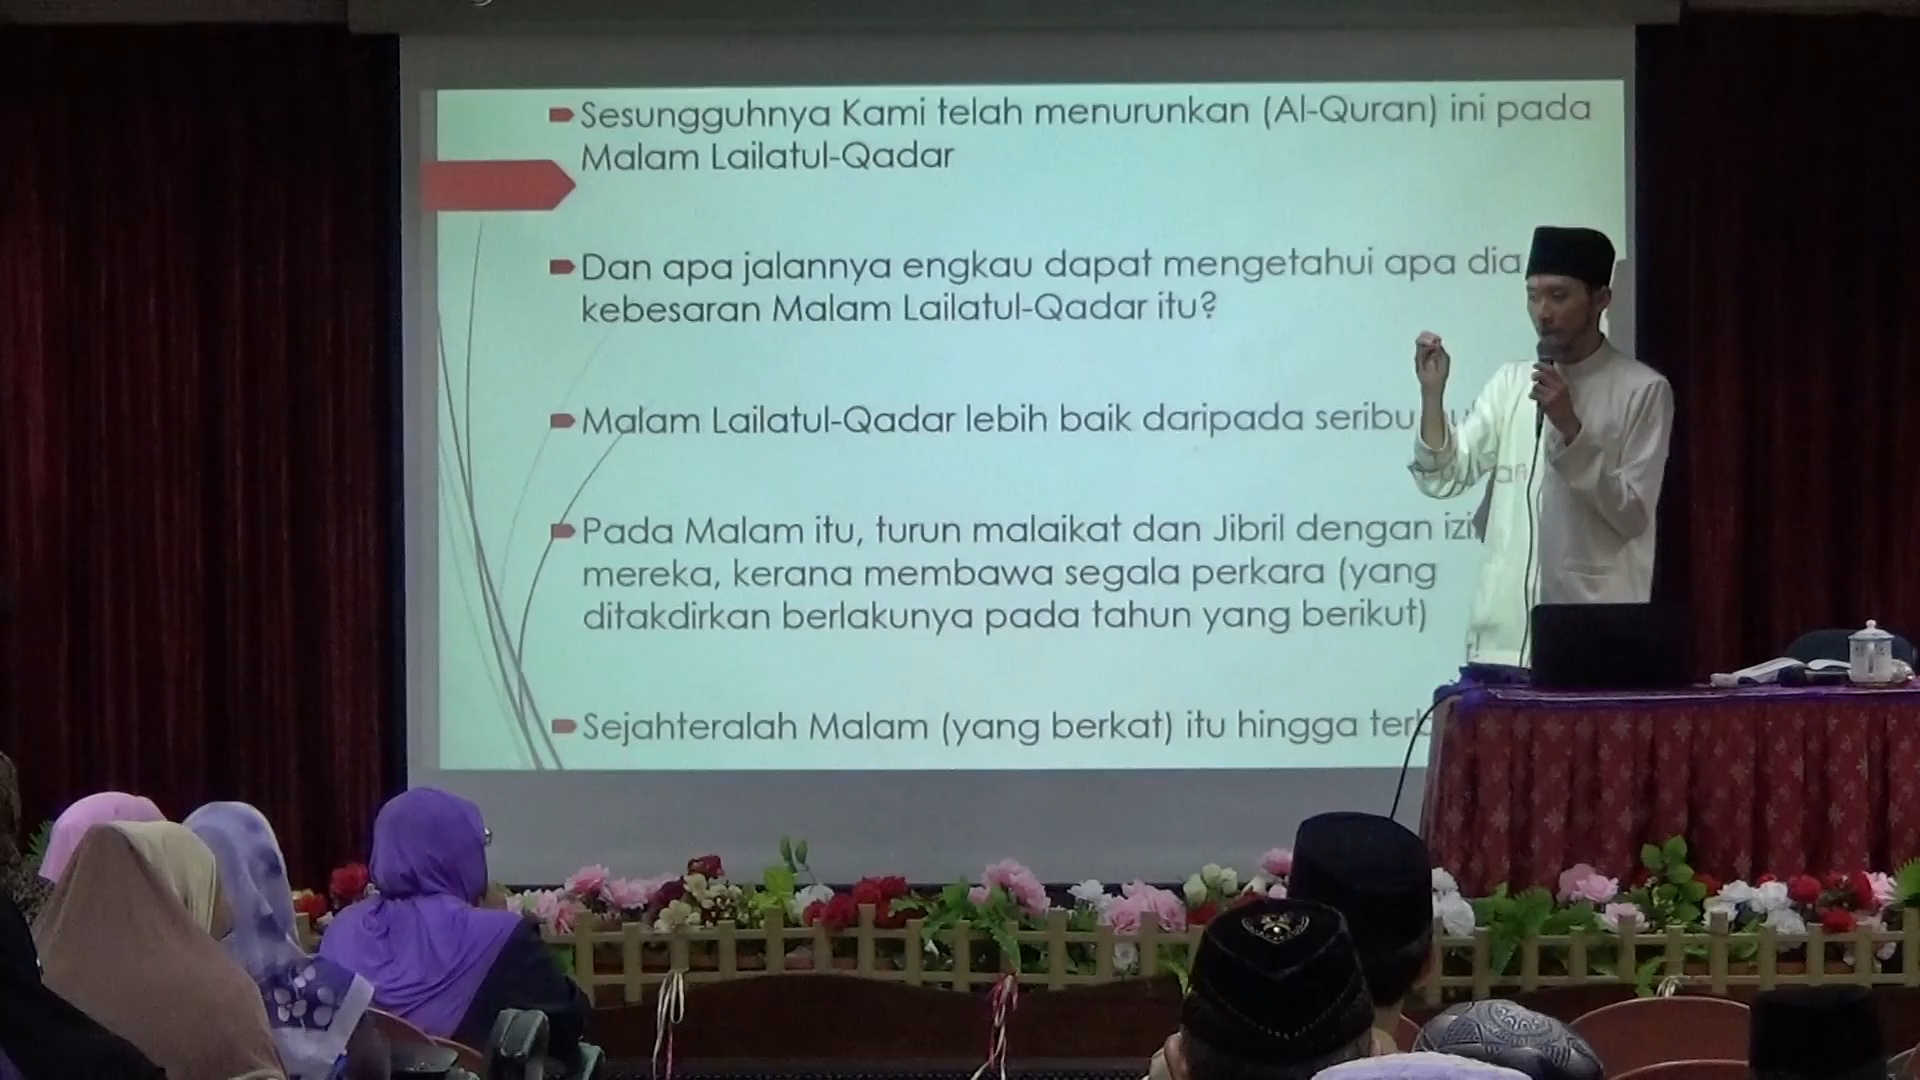 Sesungguhnya Kami telah menurunkan (Al-Quran) ini pada
Malam Lailatul-Qadar
Dan apa jalannya engkau dapat mengetahui apa dia
kebesaran Malam Lailatul-Qadar itu?
Malam Lailatul-Qadar lebih baik daripada seribu
Pada Malam itu, turun malaikat dan Jibril dengan
mereka, kerana membawa segala perkara (yang
ditakdirkan berlakunya pada tahun yang berikut)
Sejahteralah Malam (yang berkat) itu hingga